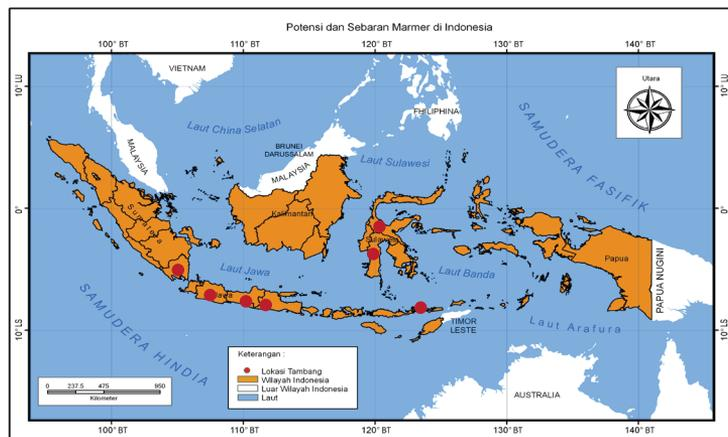 Potensi dan Sebaran Marmer di Indonesia
100° BT 110° BT 120° BT 130° BT 140° BT
VIETNAM
Utara
10°LU
10°LU
FHILIPHINA
SAMUDERA FASIFIK
Laut China Selatan
BRUNEI
DARUSSALAM
Laut Sulawesi
MALAYSIA
MALAYSIA
0°
0°
Sumatera
Kalimantan
Sulawesi
Papua
PAPUA NUGINI
Laut Jawa
Laut Banda
Jawa
SAMUDERA HINDIA
TIMOR
LESTE
Laut Arafura
10°LS
10°LS
Keterangan :
Lokasi Tambang
Wilayah Indonesia
Luar Wilayah Indonesia
Laut
0 237.5 475 950
Kilometer
AUSTRALIA
100° BT 110° BT 120° BT 130° BT 140° BT